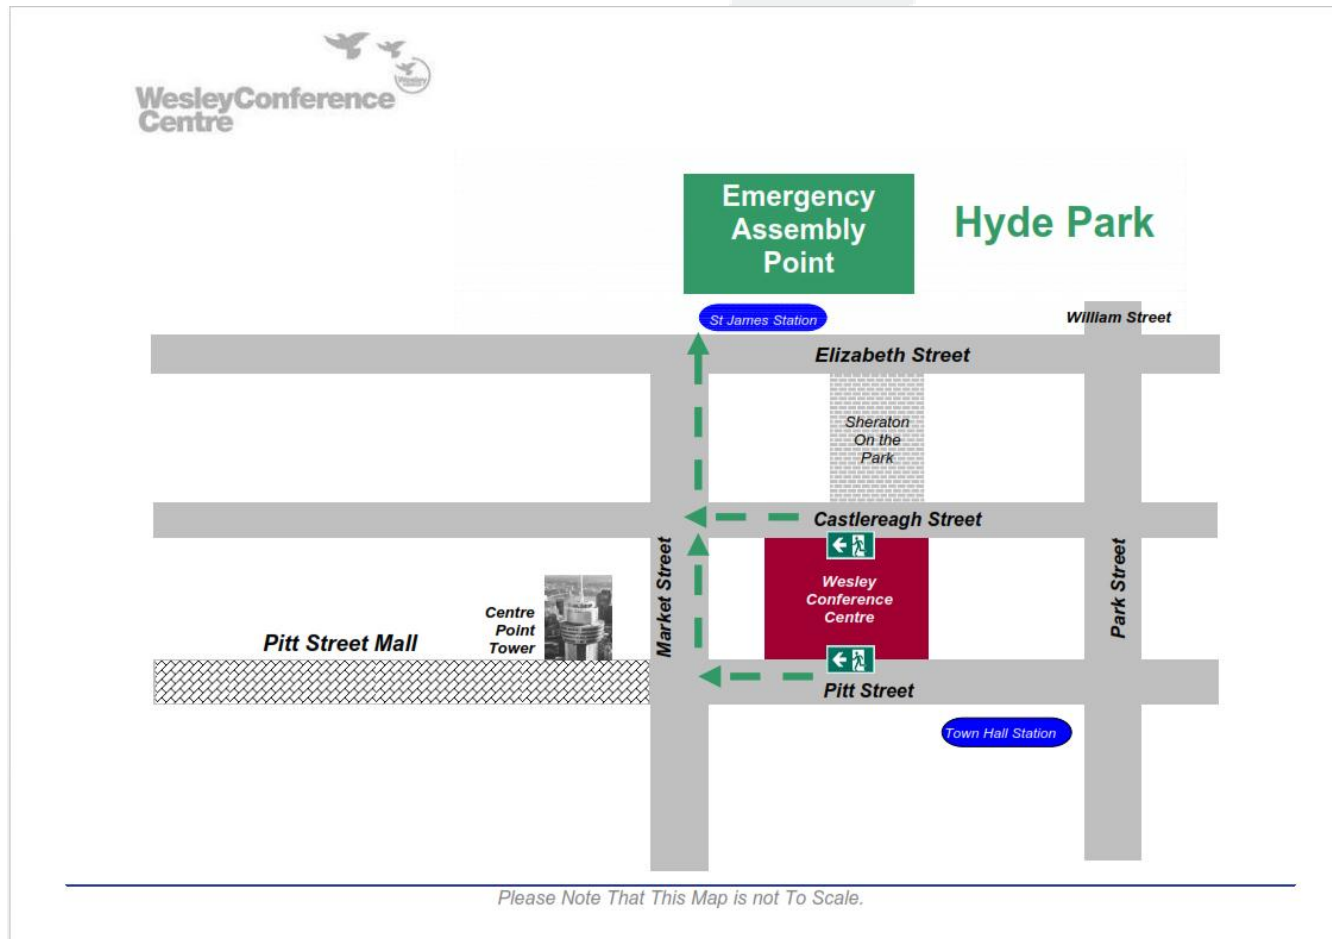 WesleyConference
Centre
Emergency
Assembly
Point
Hyde Park
St James Station
William Street
Elizabeth Street
Sheraton
On the
Park
Castlereagh Street
Market Street
Wesley
Conference
Centre
Park Street
Centre
Point
Tower
Pitt Street Mall
Pitt Street
Town Hall Station
Please Note That This Map is not To Scale.